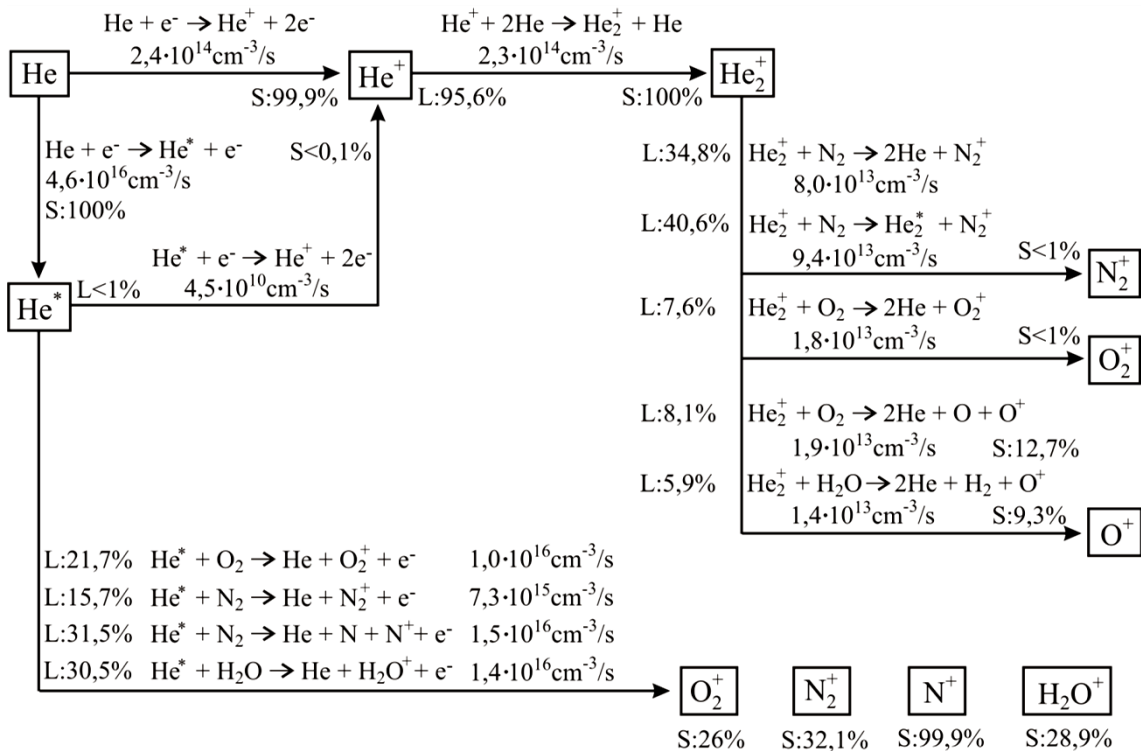 He + e⁻ → He⁺ + 2e⁻
2,4·10¹⁴cm⁻³/s
He⁺ + 2He → He₂⁺ + He
2,3·10¹⁴cm⁻³/s
He
He⁺
He₂⁺
S:99,9%
L:95,6%
S:100%
He + e⁻ → He* + e⁻
4,6·10¹⁶cm⁻³/s
S:100%
S<0,1%
He* + e⁻ → He⁺ + 2e⁻
L<1%
4,5·10¹⁰cm⁻³/s
He*
L:34,8%
He₂⁺ + N₂ → 2He + N₂⁺
8,0·10¹³cm⁻³/s
L:40,6%
He₂⁺ + N₂ → He₂* + N₂⁺
9,4·10¹³cm⁻³/s
S<1%
N₂⁺
L:7,6%
He₂⁺ + O₂ → 2He + O₂⁺
1,8·10¹³cm⁻³/s
S<1%
O₂⁺
L:8,1%
He₂⁺ + O₂ → 2He + O + O⁺
1,9·10¹³cm⁻³/s
S:12,7%
L:5,9%
He₂⁺ + H₂O → 2He + H₂ + O⁺
1,4·10¹³cm⁻³/s
S:9,3%
O⁺
L:21,7% He* + O₂ → He + O₂⁺ + e⁻ 1,0·10¹⁶cm⁻³/s
L:15,7% He* + N₂ → He + N₂⁺ + e⁻ 7,3·10¹⁵cm⁻³/s
L:31,5% He* + N₂ → He + N + N⁺ + e⁻ 1,5·10¹⁶cm⁻³/s
L:30,5% He* + H₂O → He + H₂O⁺ + e⁻ 1,4·10¹⁶cm⁻³/s
O₂⁺ N₂⁺ N⁺ H₂O⁺
S:26% S:32,1% S:99,9% S:28,9%